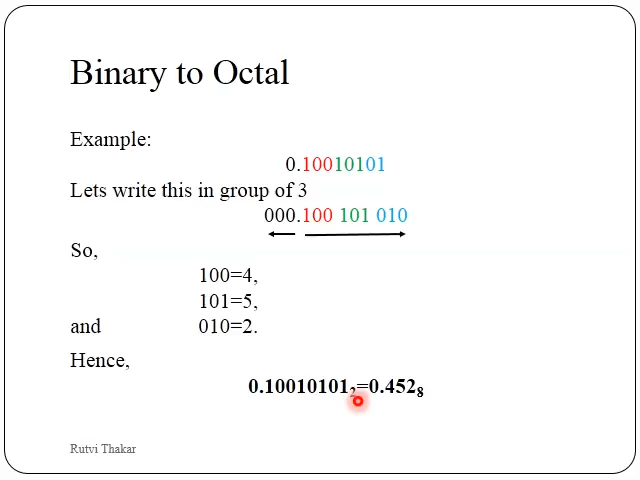 Binary to Octal
Example:
0.10010101
Lets write this in group of 3
000.100 101 010
So,
100=4,
101=5,
and 010=2.
Hence,
0.10010101₂=0.452₈
Rutvi Thakar